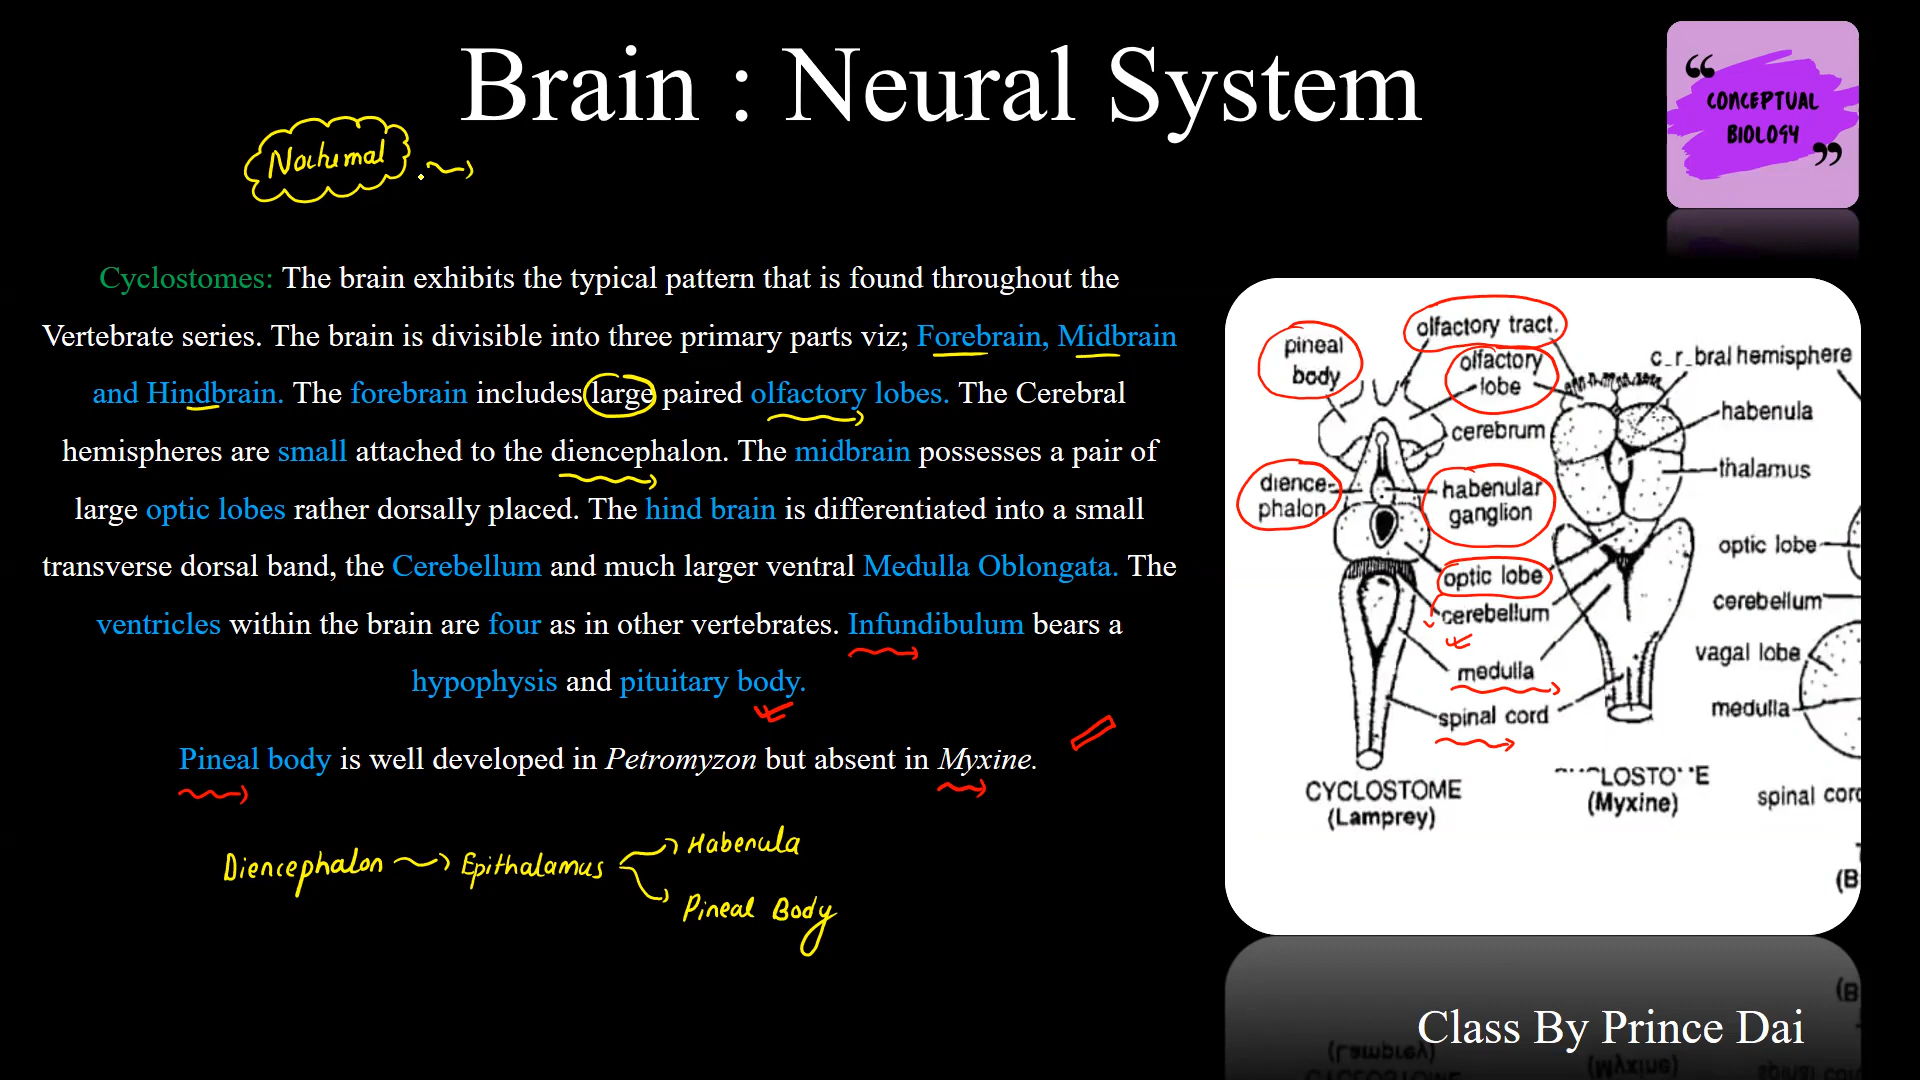 Brain : Neural System
“
CONCEPTUAL
BIOLOGY
”
Cyclostomes: The brain exhibits the typical pattern that is found throughout the
Vertebrate series. The brain is divisible into three primary parts viz; Forebrain, Midbrain
and Hindbrain. The forebrain includes large paired olfactory lobes. The Cerebral
hemispheres are small attached to the diencephalon. The midbrain possesses a pair of
large optic lobes rather dorsally placed. The hind brain is differentiated into a small
transverse dorsal band, the Cerebellum and much larger ventral Medulla Oblongata. The
ventricles within the brain are four as in other vertebrates. Infundibulum bears a
hypophysis and pituitary body.
Pineal body is well developed in Petromyzon but absent in Myxine.
Diencephalon
Epithalamus
Habenula
Pineal Body
pineal
body
olfactory tract.
olfactory
lobe
cerebrum
dience-
phalon
habenular
ganglion
optic lobe
cerebellum
medulla
spinal cord
CYCLOSTOME
(Lamprey)
hemisphere
habenula
thalamus
(Myxine)
optic lobe
cerebellum
vagal lobe
medulla
spinal cord
(B
Class By Prince Dai